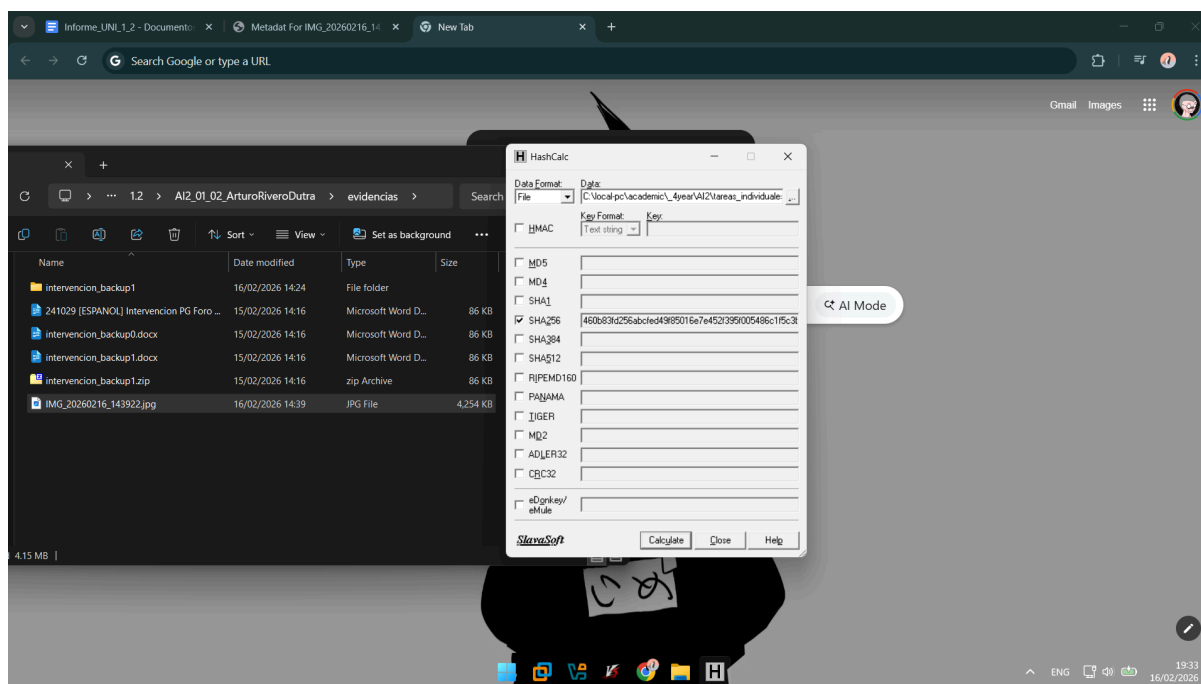 Informe_UNI_1_2 - Documento
Metadat For IMG_20260216_14
New Tab
Search Google or type a URL
Gmail Images
1.2 > AI2_01_02_ArturoRiveroDutra > evidencias >
Search
Sort
View
Set as background
Name Date modified Type Size
intervencion_backup1 16/02/2026 14:24 File folder
241029 [ESPANOL] Intervencion PG Foro ... 15/02/2026 14:16 Microsoft Word D... 86 KB
intervencion_backup0.docx 15/02/2026 14:16 Microsoft Word D... 86 KB
intervencion_backup1.docx 15/02/2026 14:16 Microsoft Word D... 86 KB
intervencion_backup1.zip 15/02/2026 14:16 zip Archive 86 KB
IMG_20260216_143922.jpg 16/02/2026 14:39 JPG File 4,254 KB
4.15 MB
HashCalc
Data Format: Data:
File C:\local-pc\academic\_4year\AI2\tareas_individuale
Key Format: Key:
HMAC Text string
MD5
MD4
SHA1
SHA256 460b83fd256abcfed49f85016e7e452f395f005486c1f5c3b
SHA384
SHA512
RIPEMD160
PANAMA
TIGER
MD2
ADLER32
CRC32
eDonkey/
eMule
SlavaSoft
Calculate Close Help
AI Mode
いめ
ENG
19:33
16/02/2026